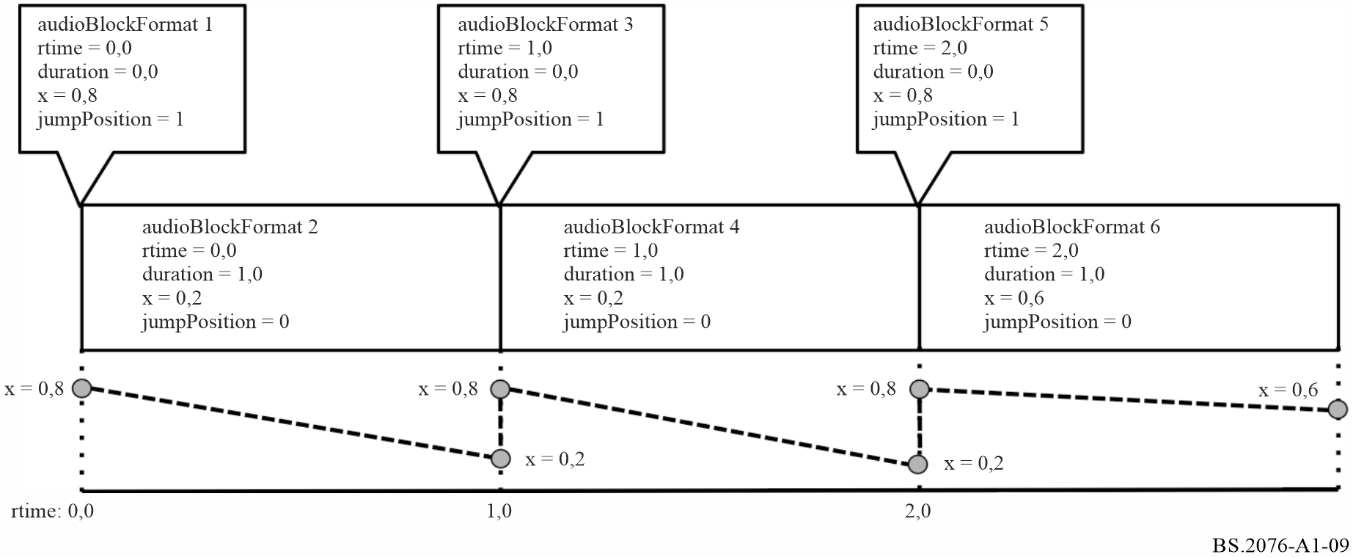 audioBlockFormat 1
rtime = 0,0
duration = 0,0
x = 0,8
jumpPosition = 1
audioBlockFormat 3
rtime = 1,0
duration = 0,0
x = 0,8
jumpPosition = 1
audioBlockFormat 5
rtime = 2,0
duration = 0,0
x = 0,8
jumpPosition = 1
audioBlockFormat 2
rtime = 0,0
duration = 1,0
x = 0,2
jumpPosition = 0
audioBlockFormat 4
rtime = 1,0
duration = 1,0
x = 0,2
jumpPosition = 0
audioBlockFormat 6
rtime = 2,0
duration = 1,0
x = 0,6
jumpPosition = 0
x = 0,8
x = 0,8
x = 0,8
x = 0,6
x = 0,2
x = 0,2
rtime: 0,0
1,0
2,0
BS.2076-A1-09